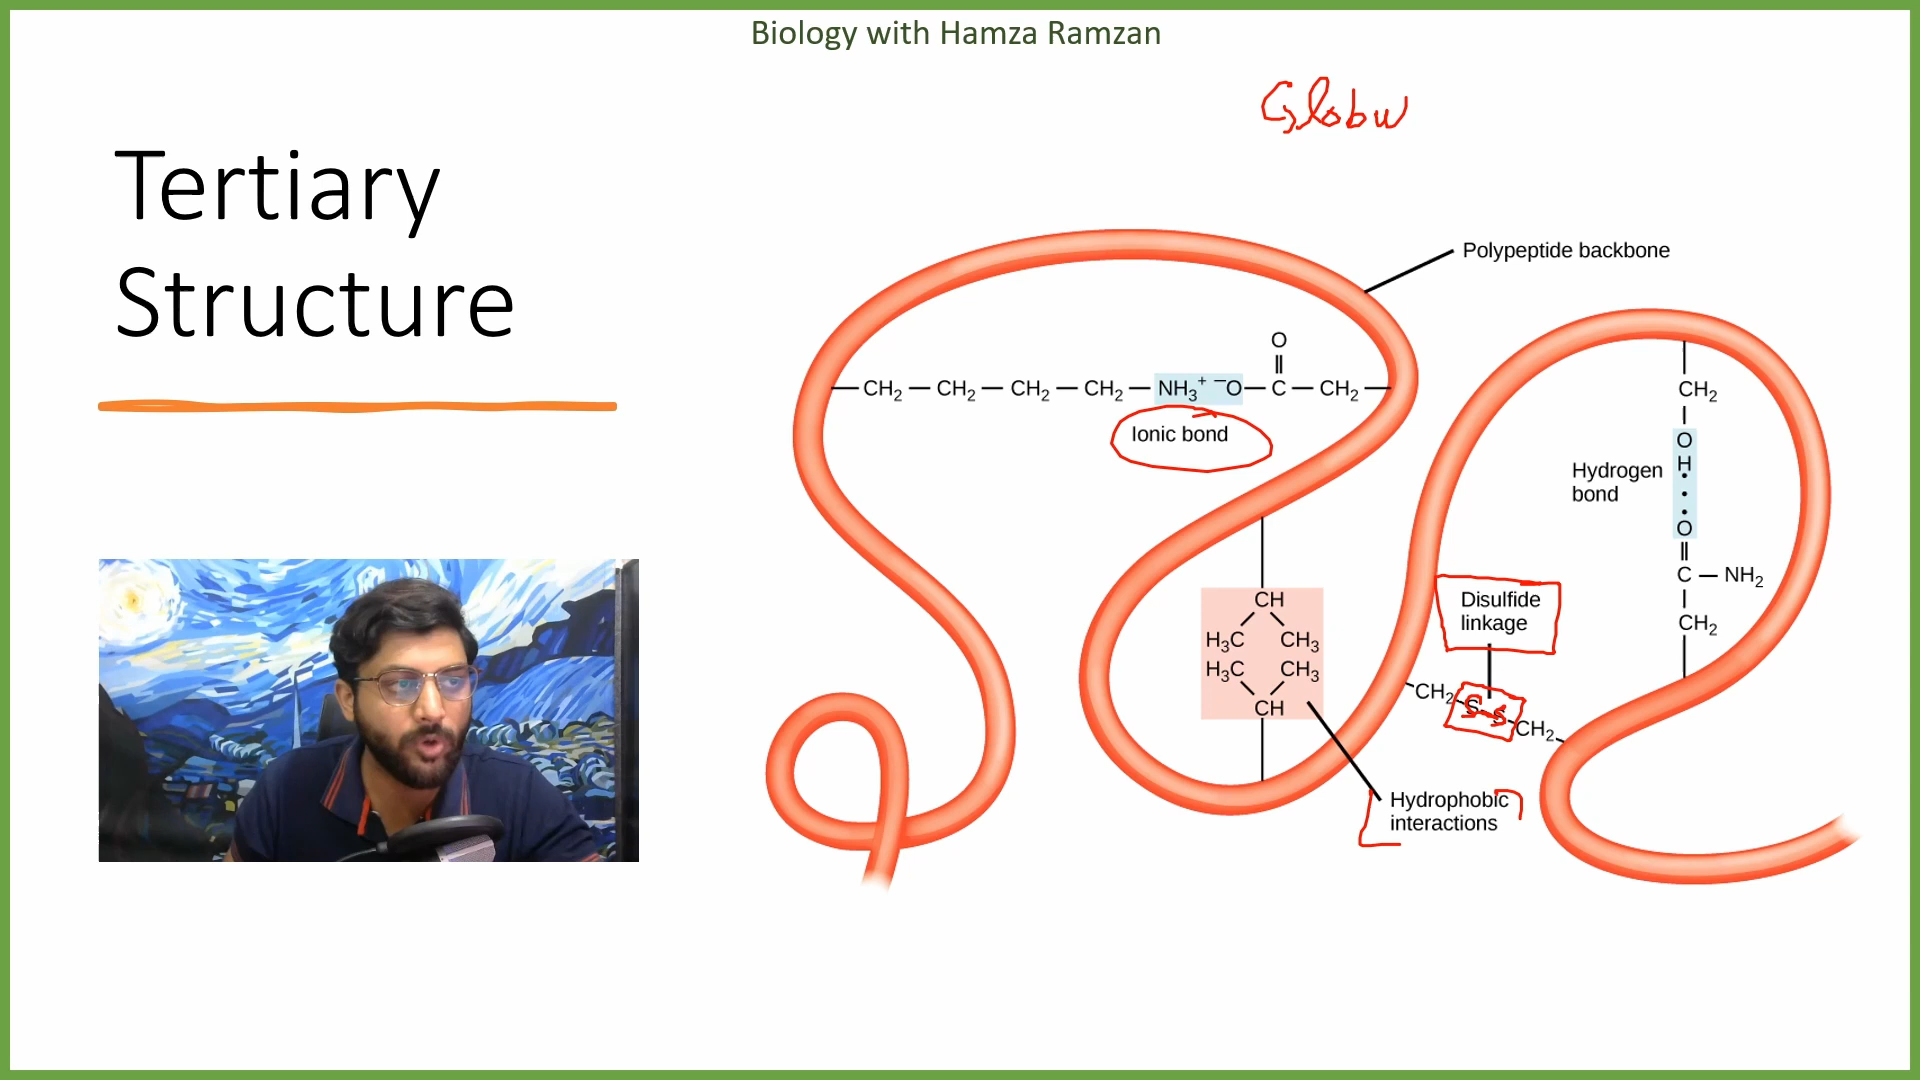 Biology with Hamza Ramzan
Globu
Tertiary
Structure
Polypeptide backbone
O
CH₂ — CH₂ — CH₂ — CH₂ — NH₃⁺ ⁻O — C — CH₂
Ionic bond
CH₂
O
H
Hydrogen
bond
O
C — NH₂
CH₂
Disulfide
linkage
CH
H₃C CH₃
H₃C CH₃
CH
CH₂ S-S CH₂
Hydrophobic
interactions